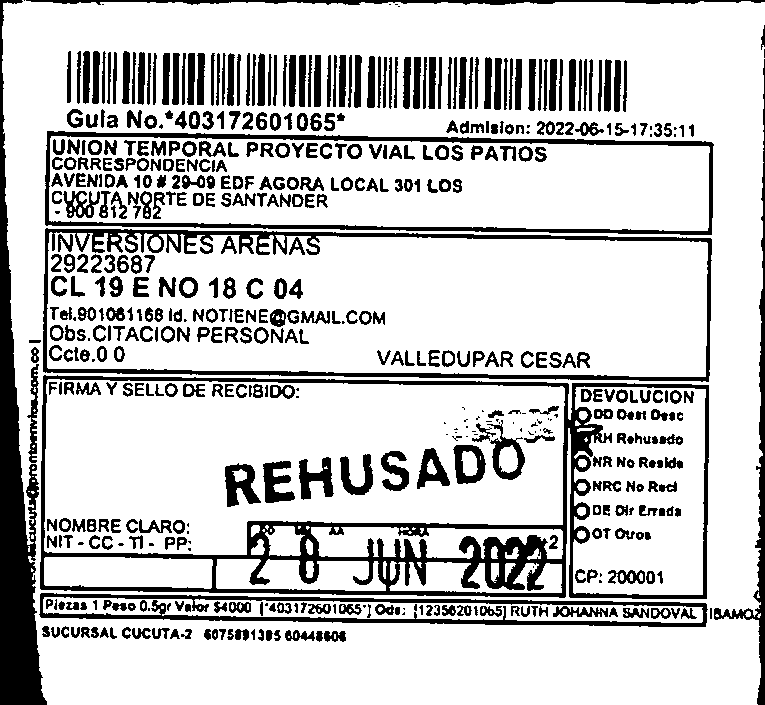 Guia No.*403172601065*
Admision: 2022-06-15-17:35:11
UNION TEMPORAL PROYECTO VIAL LOS PATIOS
CORRESPONDENCIA
AVENIDA 10 # 29-09 EDF AGORA LOCAL 301 LOS
CUCUTA NORTE DE SANTANDER
- 900 812 782
INVERSIONES ARENAS
29223687
CL 19 E NO 18 C 04
Tel.901061168 Id. NOTIENE@GMAIL.COM
Obs.CITACION PERSONAL
Ccte.0 0
VALLEDUPAR CESAR
FIRMA Y SELLO DE RECIBIDO:
REHUSADO
NOMBRE CLARO:
NIT - CC - TI - PP:
AA HORA
28 JUN 2022
DEVOLUCION
DD Dest Desc
RH Rehusado
NR No Reside
NRC No Recl
DE Dir Errada
OT Otros
CP: 200001
Piezas 1 Peso 0.5gr Valor $4000 [*403172601065*] Ods: [12356201065] RUTH JOHANNA SANDOVAL
SUCURSAL CUCUTA-2